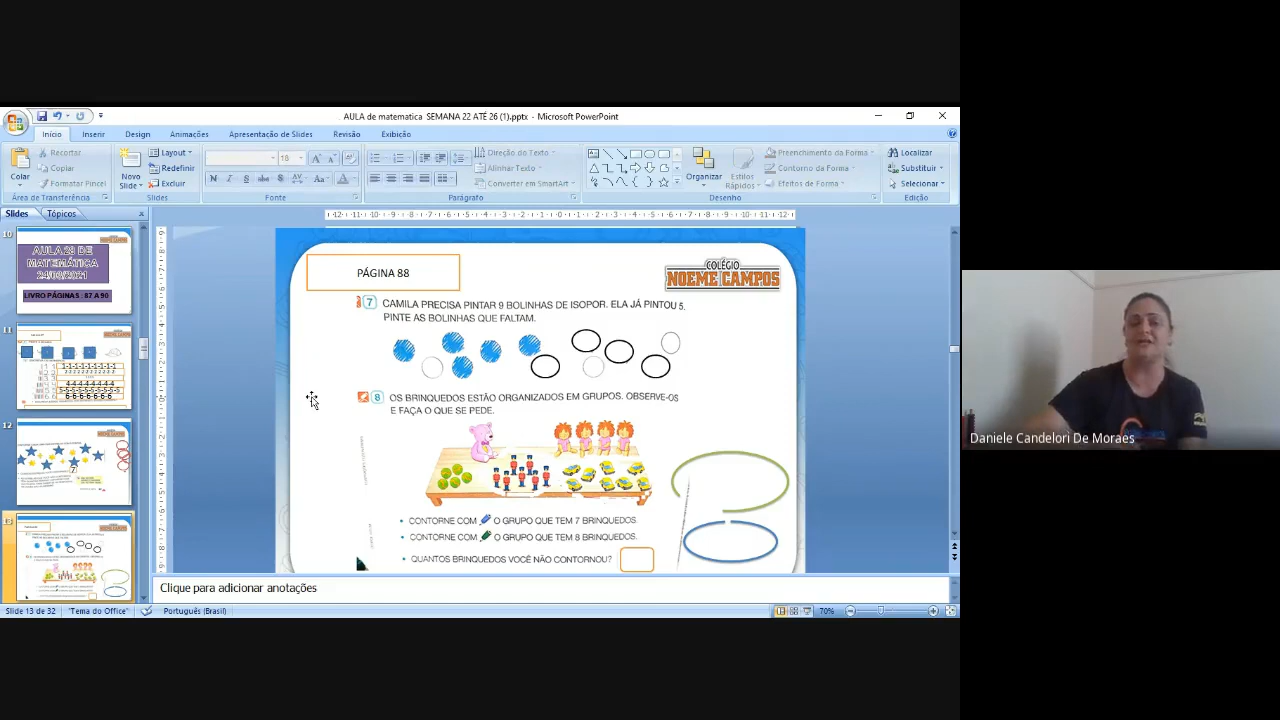 AULA de matematica SEMANA 22 ATÉ 26 (1).pptx - Microsoft PowerPoint
Início
Inserir
Design
Animações
Apresentação de Slides
Revisão
Exibição
Colar
Recortar
Copiar
Formatar Pincel
Área de Transferência
Novo
Slide
Layout
Redefinir
Excluir
Slides
18
Fonte
Parágrafo
Direção do Texto
Alinhar Texto
Converter em SmartArt
Organizar
Estilos
Rápidos
Preenchimento da Forma
Contorno da Forma
Efeitos de Forma
Desenho
Localizar
Substituir
Selecionar
Edição
Slides
Tópicos
10
AULA 28 DE
MATEMÁTICA
LIVRO PÁGINAS : 87 A 90
11
12
13
PÁGINA 88
COLÉGIO
NOEME CAMPOS
7 CAMILA PRECISA PINTAR 9 BOLINHAS DE ISOPOR. ELA JÁ PINTOU 5.
PINTE AS BOLINHAS QUE FALTAM.
8 OS BRINQUEDOS ESTÃO ORGANIZADOS EM GRUPOS. OBSERVE-OS
E FAÇA O QUE SE PEDE.
• CONTORNE COM O GRUPO QUE TEM 7 BRINQUEDOS.
• CONTORNE COM O GRUPO QUE TEM 8 BRINQUEDOS.
• QUANTOS BRINQUEDOS VOCÊ NÃO CONTORNOU?
Clique para adicionar anotações
Slide 13 de 32
"Tema do Office"
Português (Brasil)
70%
Daniele Candelori De Moraes